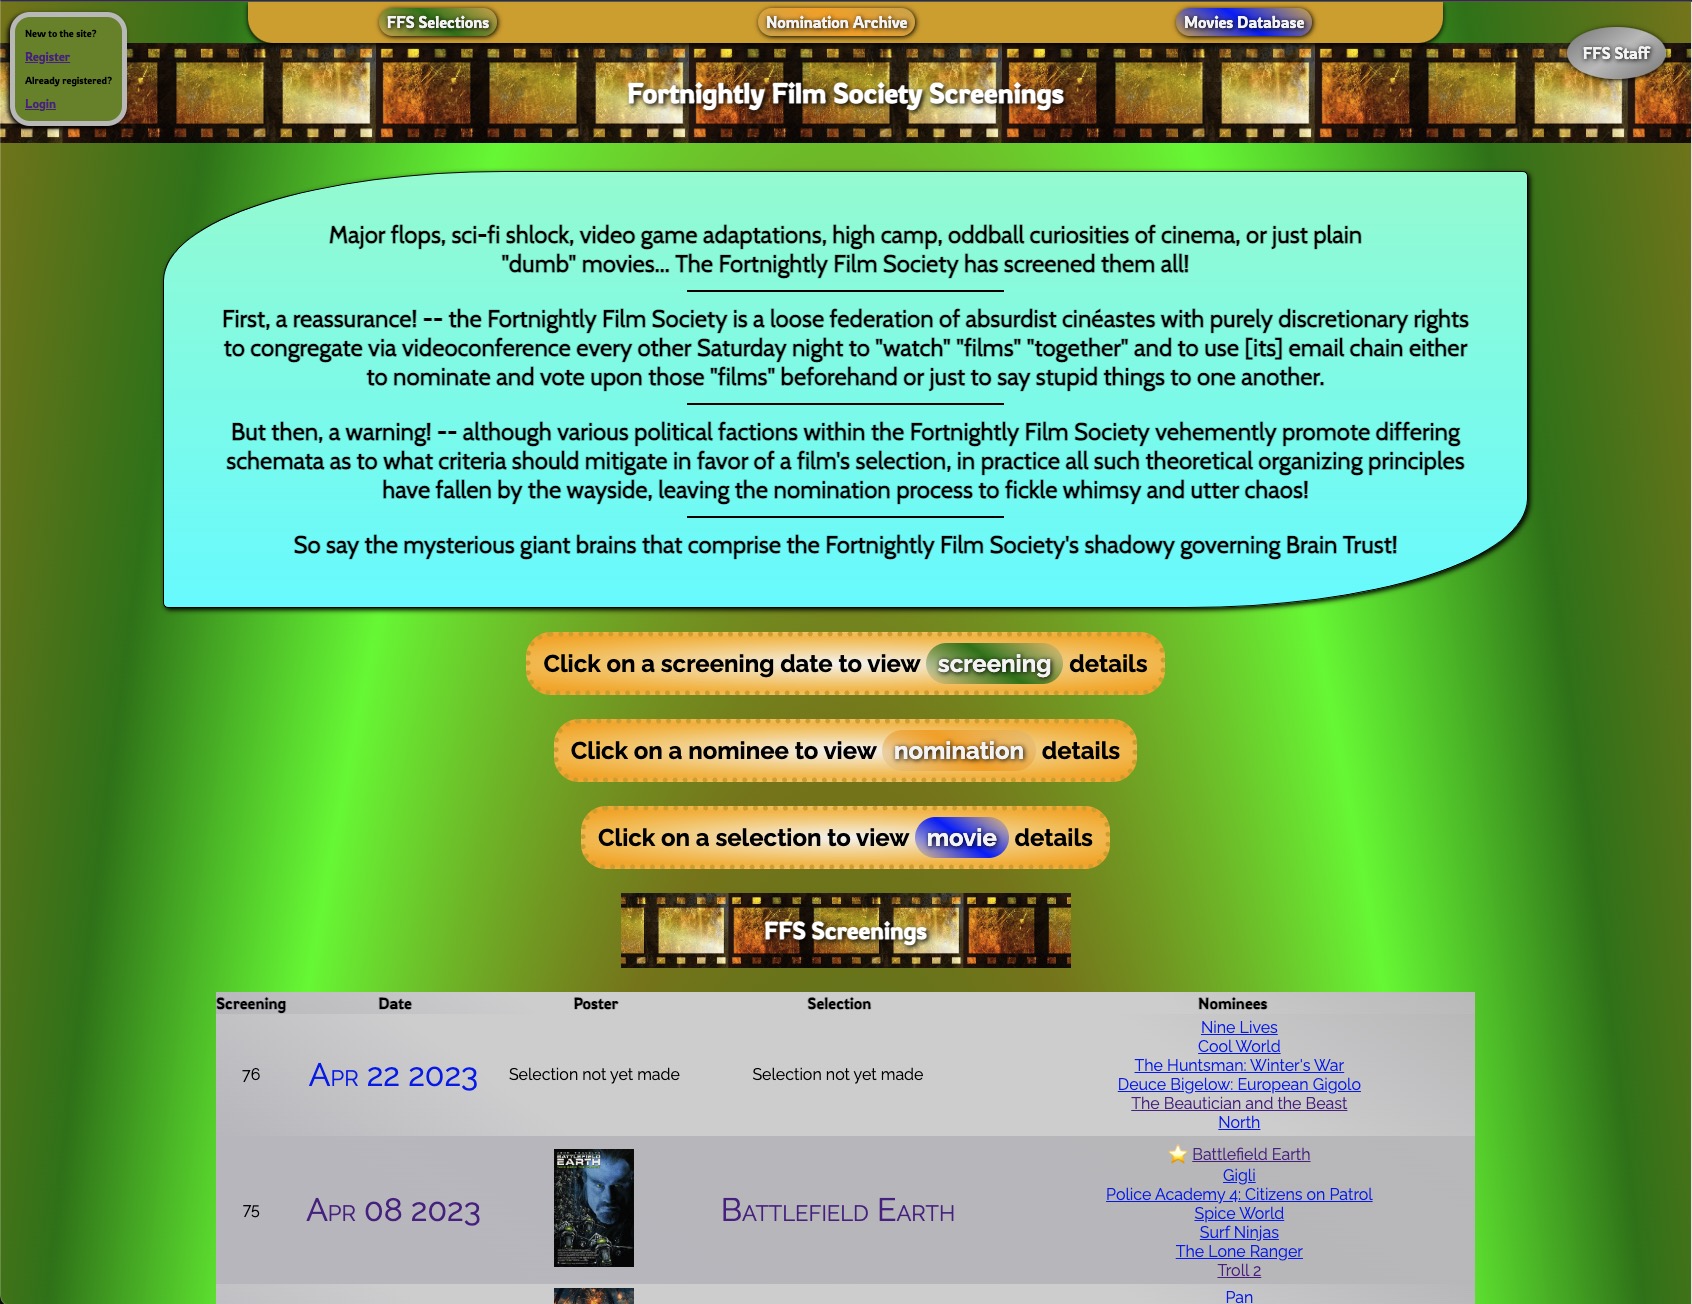 New to the site?
Register
Already registered?
Login
FFS Selections
Nomination Archive
Movies Database
FFS Staff
Fortnightly Film Society Screenings
Major flops, sci-fi shlock, video game adaptations, high camp, oddball curiosities of cinema, or just plain
"dumb" movies... The Fortnightly Film Society has screened them all!
First, a reassurance! -- the Fortnightly Film Society is a loose federation of absurdist cinéastes with purely discretionary rights
to congregate via videoconference every other Saturday night to "watch" "films" "together" and to use [its] email chain either
to nominate and vote upon those "films" beforehand or just to say stupid things to one another.
But then, a warning! -- although various political factions within the Fortnightly Film Society vehemently promote differing
schemata as to what criteria should mitigate in favor of a film's selection, in practice all such theoretical organizing principles
have fallen by the wayside, leaving the nomination process to fickle whimsy and utter chaos!
So say the mysterious giant brains that comprise the Fortnightly Film Society's shadowy governing Brain Trust!
Click on a screening date to view screening details
Click on a nominee to view nomination details
Click on a selection to view movie details
FFS Screenings
Screening Date Poster Selection Nominees
76 Apr 22 2023 Selection not yet made Selection not yet made
Nine Lives
Cool World
The Huntsman: Winter's War
Deuce Bigelow: European Gigolo
The Beautician and the Beast
North
75 Apr 08 2023
BATTLEFIELD
EARTH
Battlefield Earth
Battlefield Earth
Gigli
Police Academy 4: Citizens on Patrol
Spice World
Surf Ninjas
The Lone Ranger
Troll 2
Pan